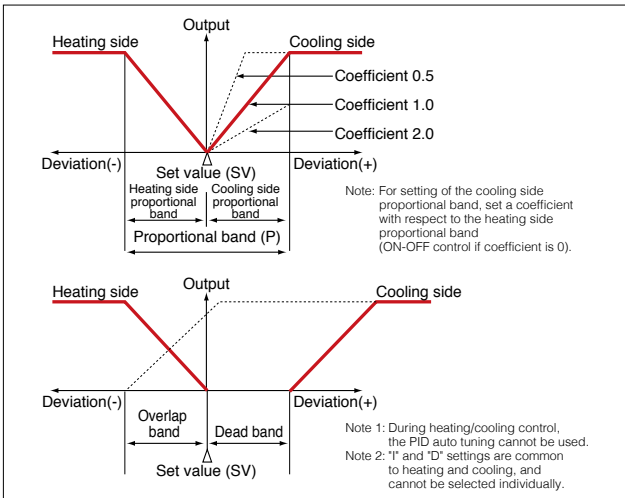 Output
Heating side
Cooling side
Coefficient 0.5
Coefficient 1.0
Coefficient 2.0
Deviation(-)
Deviation(+)
Set value (SV)
Heating side
proportional
band
Cooling side
proportional
band
Proportional band (P)
Note: For setting of the cooling side
proportional band, set a coefficient
with respect to the heating side
proportional band
(ON-OFF control if coefficient is 0).
Output
Heating side
Cooling side
Deviation(-)
Deviation(+)
Overlap
band
Dead band
Set value (SV)
Note 1: During heating/cooling control,
the PID auto tuning cannot be used.
Note 2: "I" and "D" settings are common
to heating and cooling, and
cannot be selected individually.